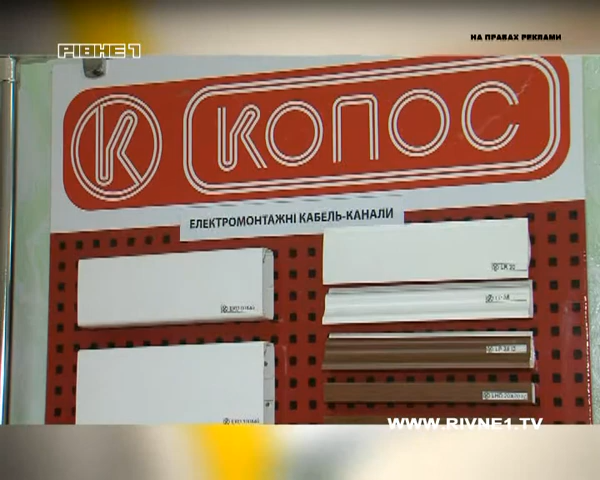 РІВНЕ 1
НА ПРАВАХ РЕКЛАМИ
К КОПОС
ЕЛЕКТРОМОНТАЖНІ КАБЕЛЬ-КАНАЛИ
WWW.RIVNE1.TV